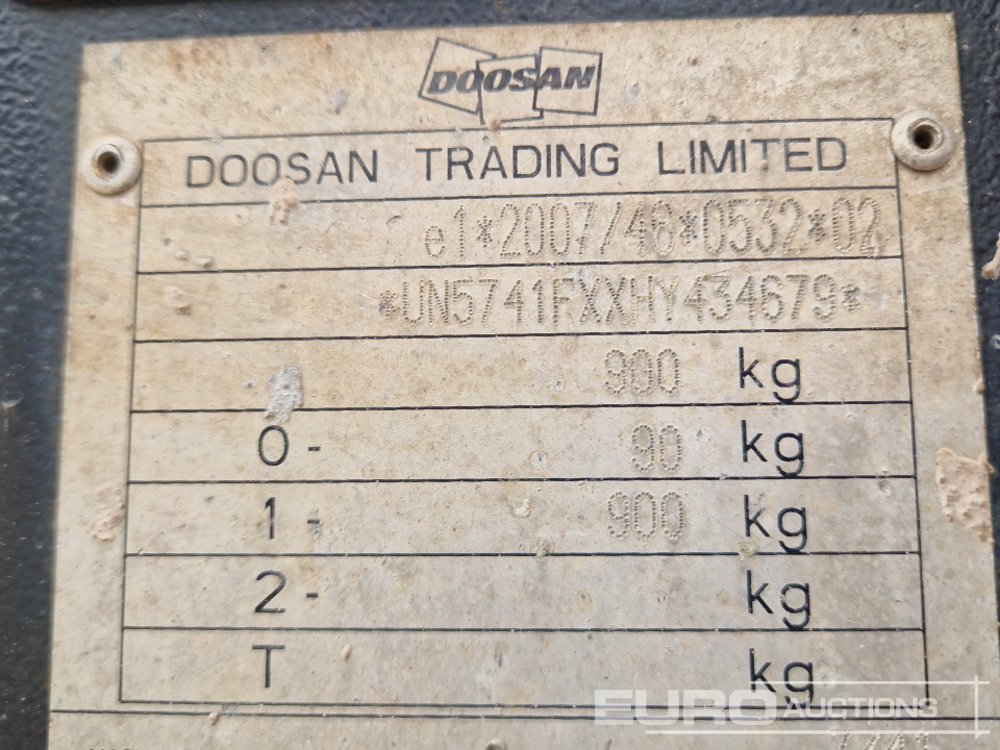 DOOSAN
DOOSAN TRADING LIMITED
e1*2007/46*0532*02
*UN5741FXXHY434679*
900 kg
0- 90 kg
1- 900 kg
2- kg
T kg
EURO AUCTIONS